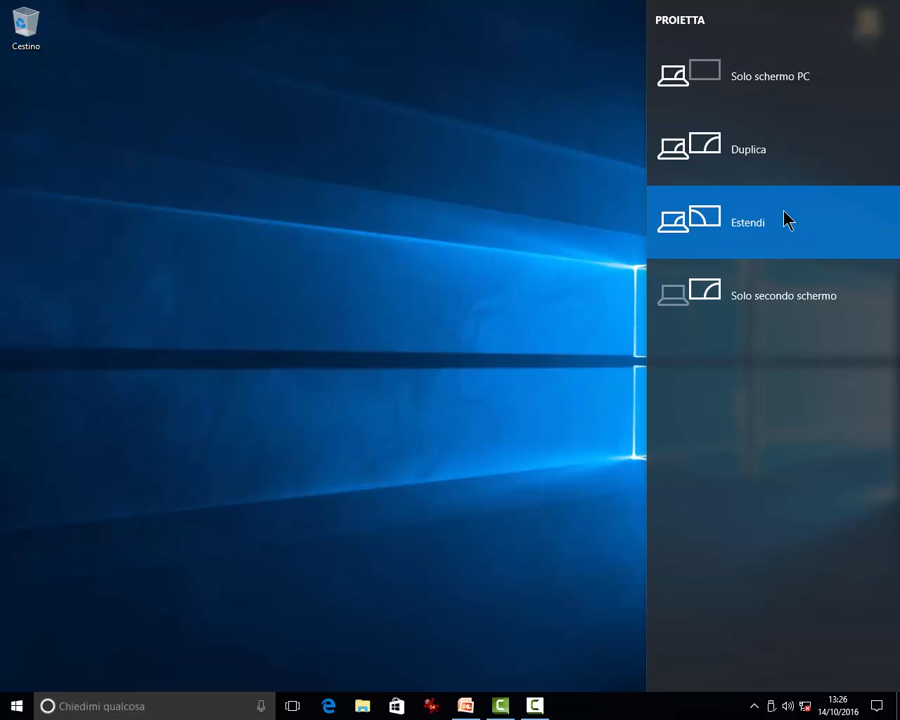 Cestino
PROIETTA
Solo schermo PC
Duplica
Estendi
Solo secondo schermo
Chiedimi qualcosa
13:26
14/10/2016